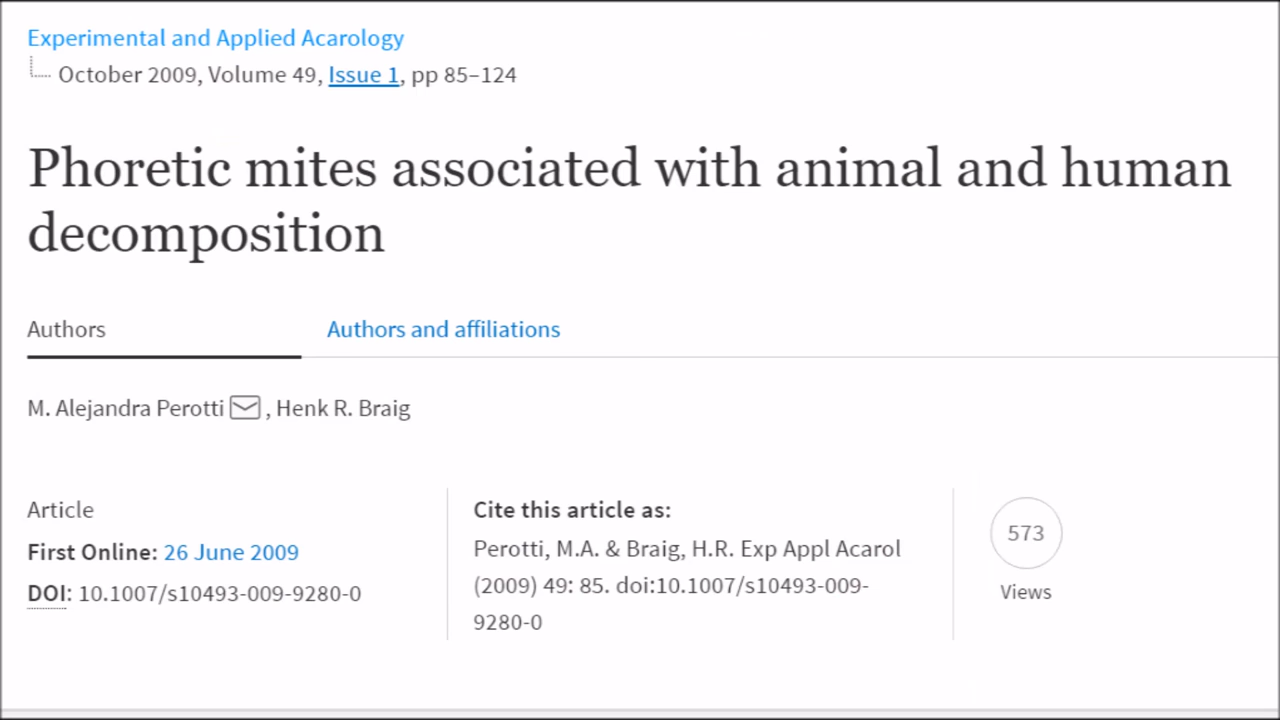 Experimental and Applied Acarology
October 2009, Volume 49, Issue 1, pp 85–124
Phoretic mites associated with animal and human
decomposition
Authors
Authors and affiliations
M. Alejandra Perotti , Henk R. Braig
Article
First Online: 26 June 2009
DOI: 10.1007/s10493-009-9280-0
Cite this article as:
Perotti, M.A. & Braig, H.R. Exp Appl Acarol
(2009) 49: 85. doi:10.1007/s10493-009-
9280-0
573
Views